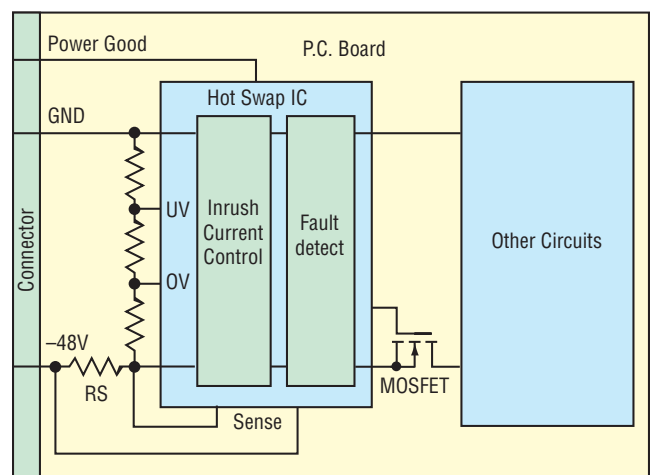 Power Good
P.C. Board
Hot Swap IC
GND
UV
Inrush
Current
Control
Fault
detect
Other Circuits
OV
Connector
–48V
RS
MOSFET
Sense